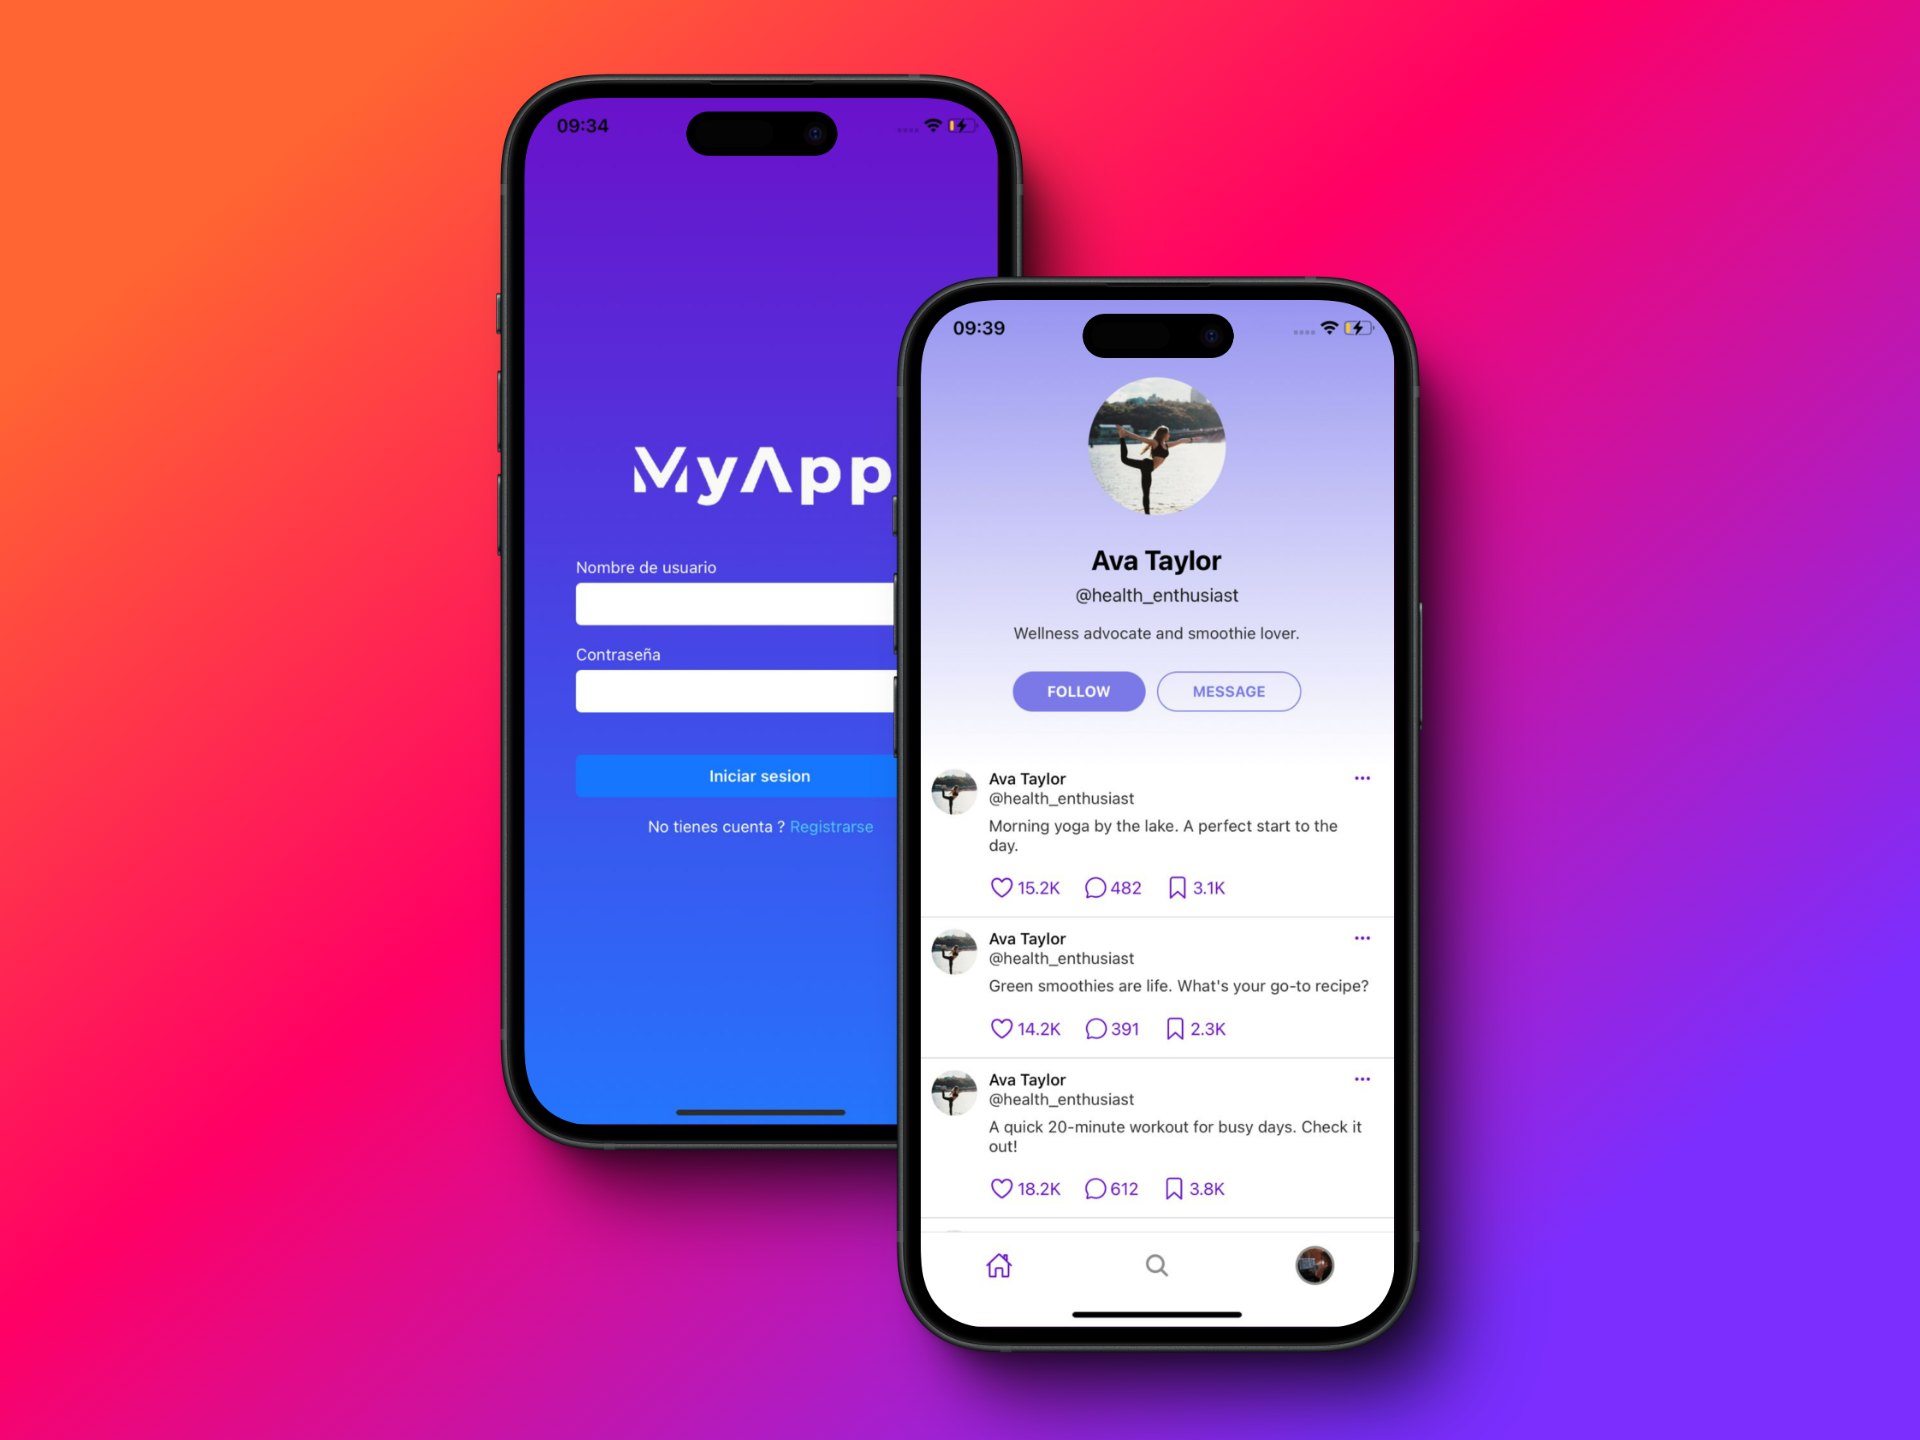 09:34
MyApp
Nombre de usuario
Contraseña
Iniciar sesion
No tienes cuenta ? Registrarse
09:39
Ava Taylor
@health_enthusiast
Wellness advocate and smoothie lover.
FOLLOW MESSAGE
Ava Taylor
@health_enthusiast
Morning yoga by the lake. A perfect start to the
day.
15.2K 482 3.1K
Ava Taylor
@health_enthusiast
Green smoothies are life. What's your go-to recipe?
14.2K 391 2.3K
Ava Taylor
@health_enthusiast
A quick 20-minute workout for busy days. Check it
out!
18.2K 612 3.8K